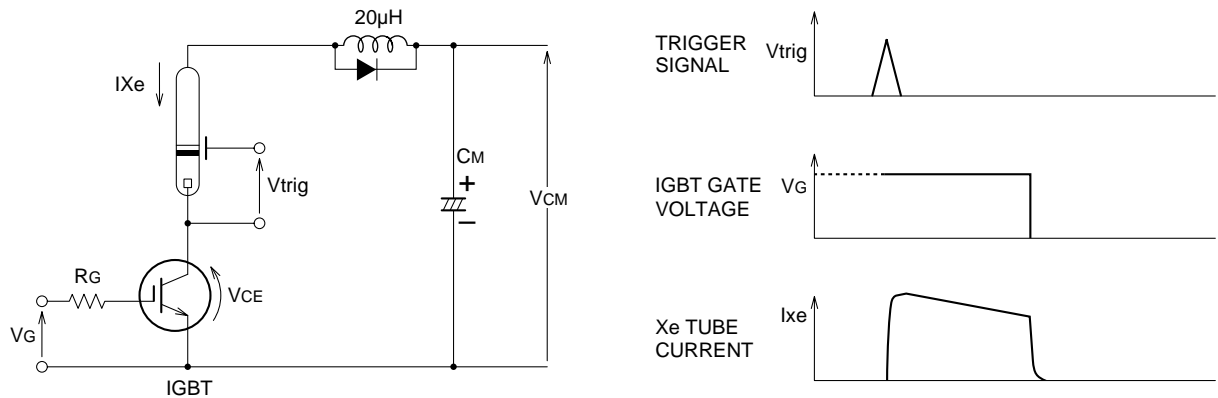 20µH
IXe
CM
+
Vtrig
VCM
–
RG
VCE
VG
IGBT
TRIGGER
SIGNAL
Vtrig
IGBT GATE
VOLTAGE
VG
Xe TUBE
CURRENT
Ixe